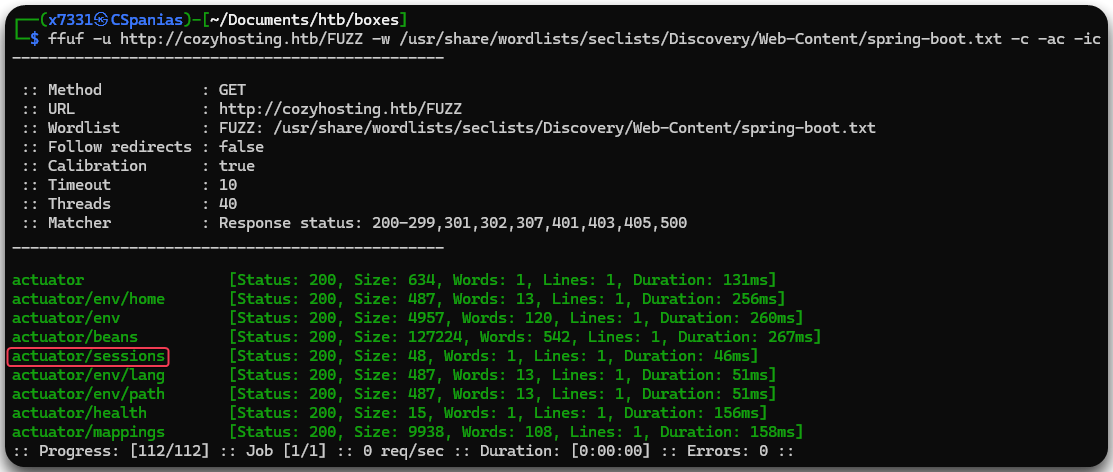 ┌──(x7331㉿CSpanias)-[~/Documents/htb/boxes]
└─$ ffuf -u http://cozyhosting.htb/FUZZ -w /usr/share/wordlists/seclists/Discovery/Web-Content/spring-boot.txt -c -ac -ic
________________________________________________
:: Method : GET
:: URL : http://cozyhosting.htb/FUZZ
:: Wordlist : FUZZ: /usr/share/wordlists/seclists/Discovery/Web-Content/spring-boot.txt
:: Follow redirects : false
:: Calibration : true
:: Timeout : 10
:: Threads : 40
:: Matcher : Response status: 200-299,301,302,307,401,403,405,500
________________________________________________
actuator [Status: 200, Size: 634, Words: 1, Lines: 1, Duration: 131ms]
actuator/env/home [Status: 200, Size: 487, Words: 13, Lines: 1, Duration: 256ms]
actuator/env [Status: 200, Size: 4957, Words: 120, Lines: 1, Duration: 260ms]
actuator/beans [Status: 200, Size: 127224, Words: 542, Lines: 1, Duration: 267ms]
actuator/sessions [Status: 200, Size: 48, Words: 1, Lines: 1, Duration: 46ms]
actuator/env/lang [Status: 200, Size: 487, Words: 13, Lines: 1, Duration: 51ms]
actuator/env/path [Status: 200, Size: 487, Words: 13, Lines: 1, Duration: 51ms]
actuator/health [Status: 200, Size: 15, Words: 1, Lines: 1, Duration: 156ms]
actuator/mappings [Status: 200, Size: 9938, Words: 108, Lines: 1, Duration: 158ms]
:: Progress: [112/112] :: Job [1/1] :: 0 req/sec :: Duration: [0:00:00] :: Errors: 0 ::